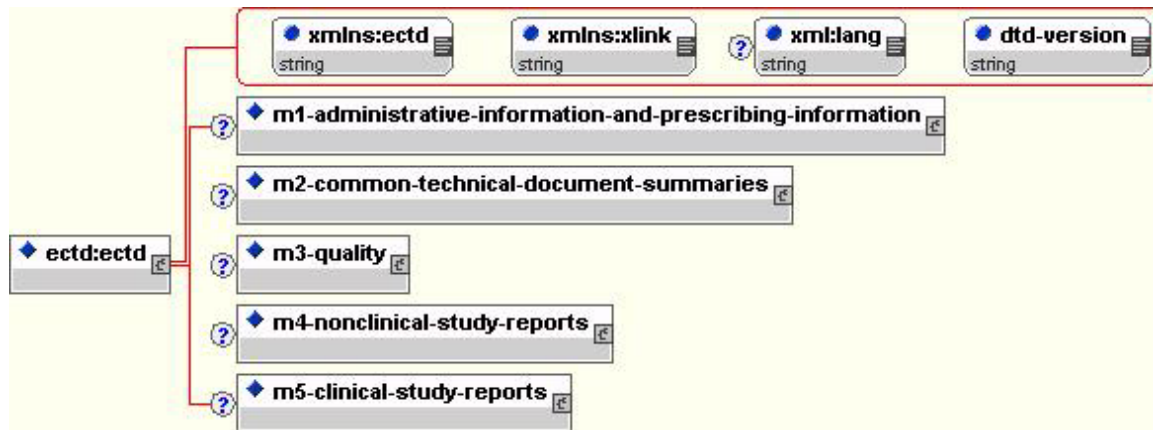 xmlns:ectd xmlns:xlink ? xml:lang dtd-version
string string string string
? m1-administrative-information-and-prescribing-information
? m2-common-technical-document-summaries
ectd:ectd
? m3-quality
? m4-nonclinical-study-reports
? m5-clinical-study-reports